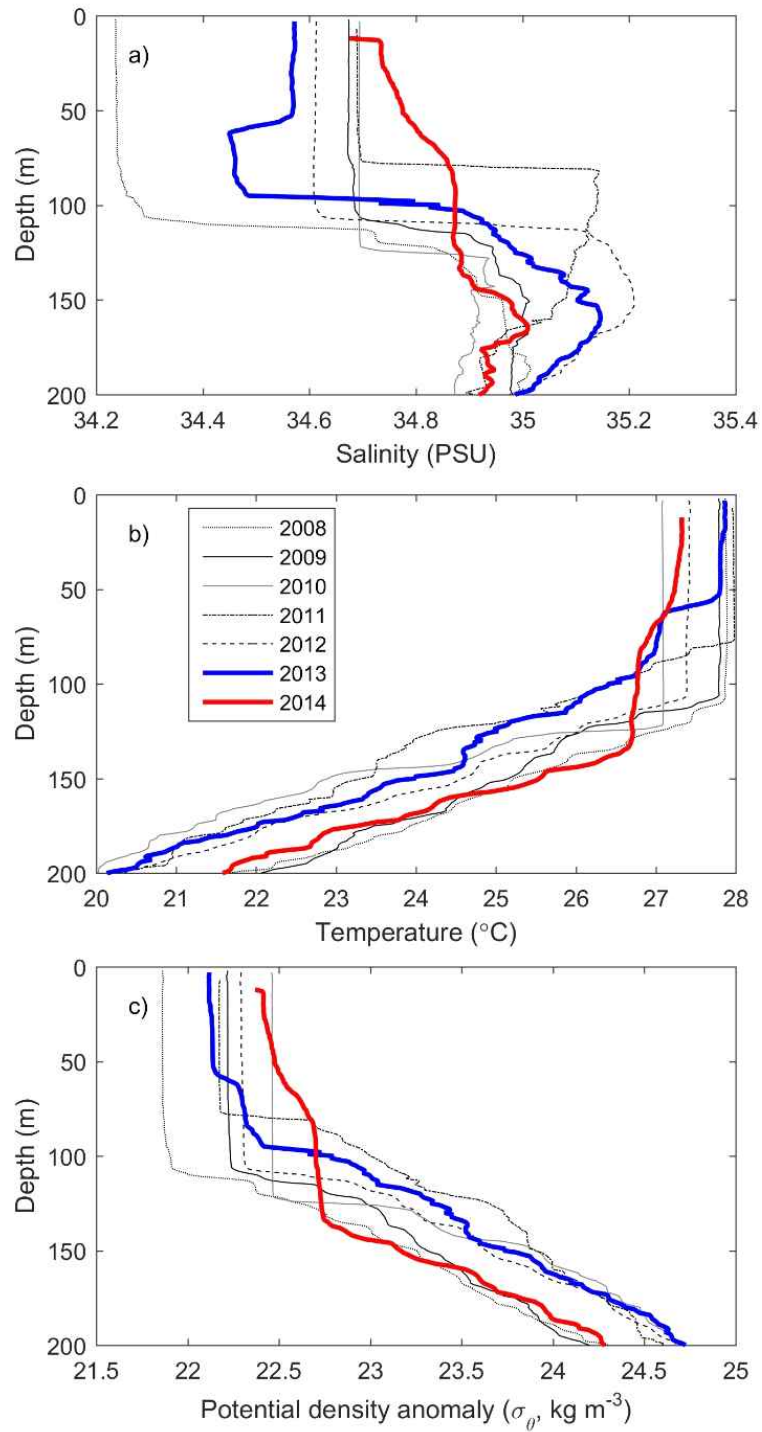 a)
0
50
100
150
200
Depth (m)
34.2 34.4 34.6 34.8 35 35.2 35.4
Salinity (PSU)
b)
2008
2009
2010
2011
2012
2013
2014
0
50
100
150
200
Depth (m)
20 21 22 23 24 25 26 27 28
Temperature (°C)
c)
0
50
100
150
200
Depth (m)
21.5 22 22.5 23 23.5 24 24.5 25
Potential density anomaly (σθ, kg m-3)